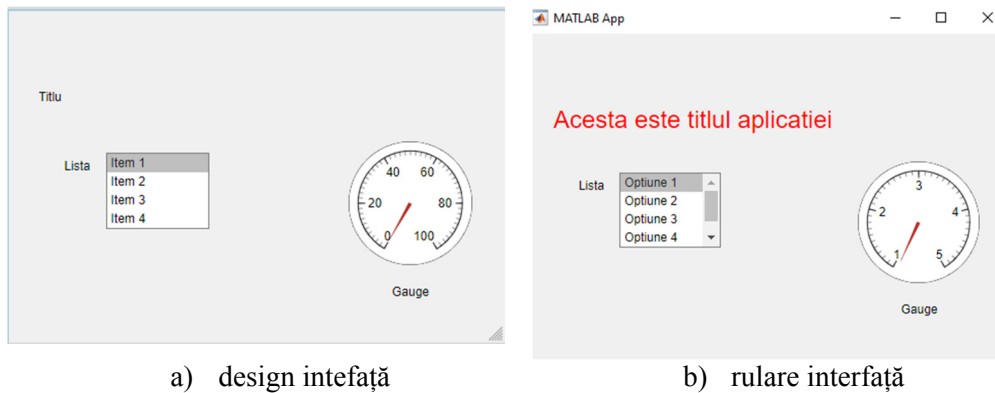 Titlu
Lista
Item 1
Item 2
Item 3
Item 4
0
20
40
60
80
100
Gauge
a) design intefață
MATLAB App
Acesta este titlul aplicatiei
Lista
Optiune 1
Optiune 2
Optiune 3
Optiune 4
1
2
3
4
5
Gauge
b) rulare interfață